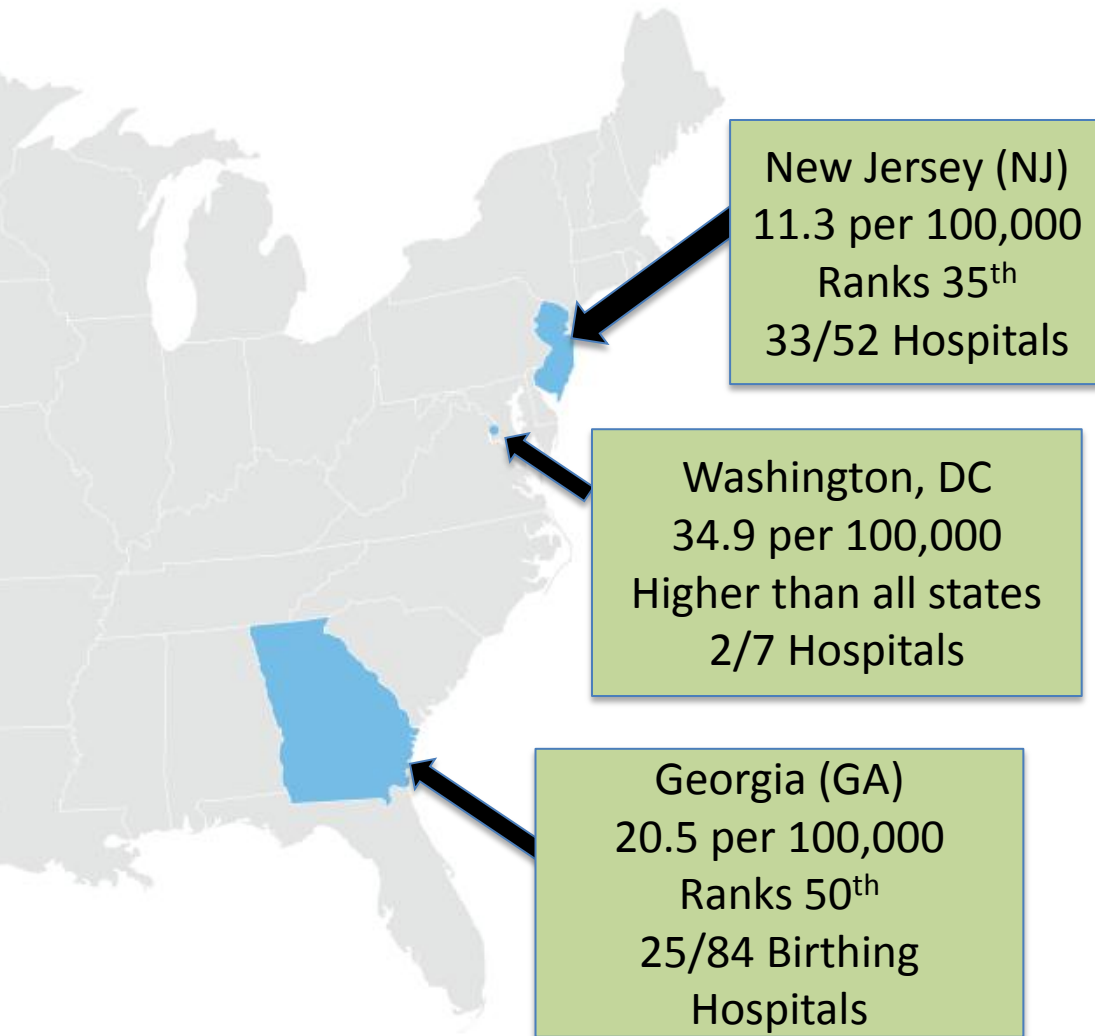 New Jersey (NJ)
11.3 per 100,000
Ranks 35th
33/52 Hospitals
Washington, DC
34.9 per 100,000
Higher than all states
2/7 Hospitals
Georgia (GA)
20.5 per 100,000
Ranks 50th
25/84 Birthing
Hospitals